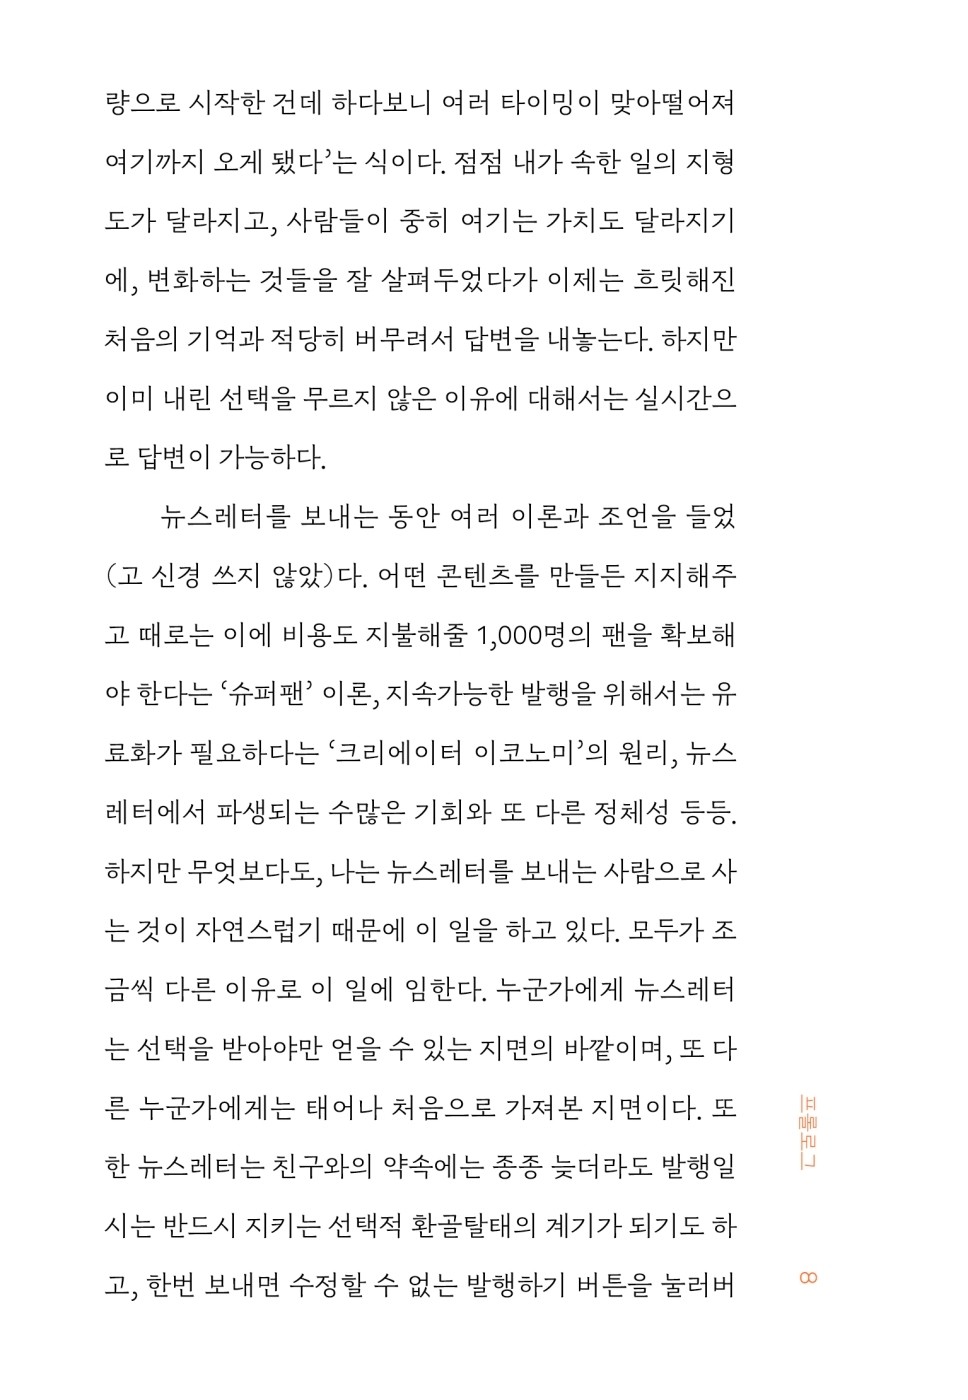 량으로 시작한 건데 하다보니 여러 타이밍이 맞아떨어져
여기까지 오게 됐다’는 식이다. 점점 내가 속한 일의 지형
도가 달라지고, 사람들이 중히 여기는 가치도 달라지기
에, 변화하는 것들을 잘 살펴두었다가 이제는 흐릿해진
처음의 기억과 적당히 버무려서 답변을 내놓는다. 하지만
이미 내린 선택을 무르지 않은 이유에 대해서는 실시간으
로 답변이 가능하다.
뉴스레터를 보내는 동안 여러 이론과 조언을 들었
(고 신경 쓰지 않았)다. 어떤 콘텐츠를 만들든 지지해주
고 때로는 이에 비용도 지불해줄 1,000명의 팬을 확보해
야 한다는 ‘슈퍼팬’ 이론, 지속가능한 발행을 위해서는 유
료화가 필요하다는 ‘크리에이터 이코노미’의 원리, 뉴스
레터에서 파생되는 수많은 기회와 또 다른 정체성 등등.
하지만 무엇보다도, 나는 뉴스레터를 보내는 사람으로 사
는 것이 자연스럽기 때문에 이 일을 하고 있다. 모두가 조
금씩 다른 이유로 이 일에 임한다. 누군가에게 뉴스레터
는 선택을 받아야만 얻을 수 있는 지면의 바깥이며, 또 다
른 누군가에게는 태어나 처음으로 가져본 지면이다. 또
한 뉴스레터는 친구와의 약속에는 종종 늦더라도 발행일
시는 반드시 지키는 선택적 환골탈태의 계기가 되기도 하
고, 한번 보내면 수정할 수 없는 발행하기 버튼을 눌러버
프롤로그
8